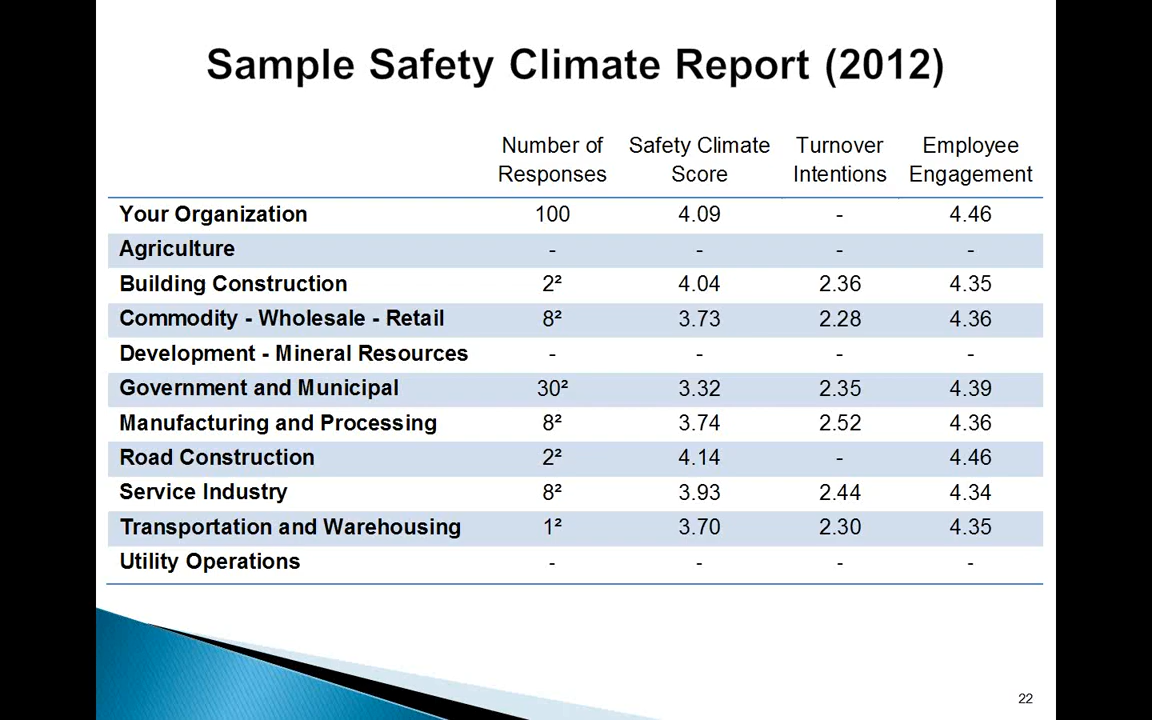 Sample Safety Climate Report (2012)
Number of Responses Safety Climate Score Turnover Intentions Employee Engagement
Your Organization 100 4.09 - 4.46
Agriculture - - - -
Building Construction 2² 4.04 2.36 4.35
Commodity - Wholesale - Retail 8² 3.73 2.28 4.36
Development - Mineral Resources - - - -
Government and Municipal 30² 3.32 2.35 4.39
Manufacturing and Processing 8² 3.74 2.52 4.36
Road Construction 2² 4.14 - 4.46
Service Industry 8² 3.93 2.44 4.34
Transportation and Warehousing 1² 3.70 2.30 4.35
Utility Operations - - - -
22